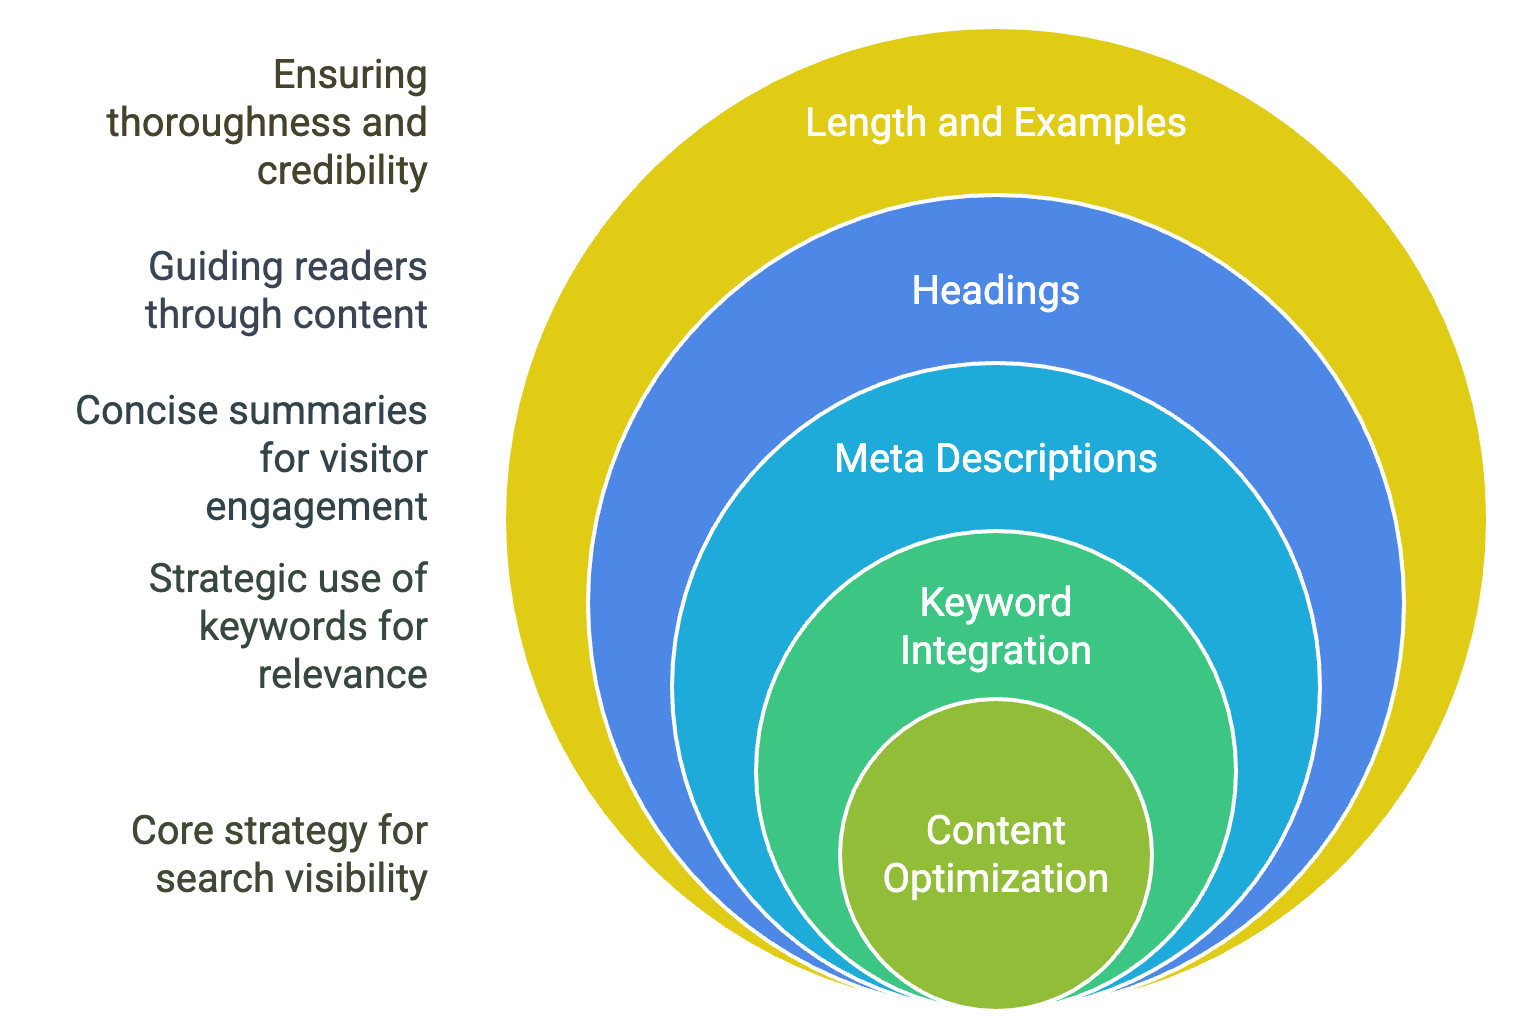 Ensuring
thoroughness and
credibility
Length and Examples
Guiding readers
through content
Headings
Concise summaries
for visitor
engagement
Meta Descriptions
Strategic use of
keywords for
relevance
Keyword
Integration
Core strategy for
search visibility
Content
Optimization